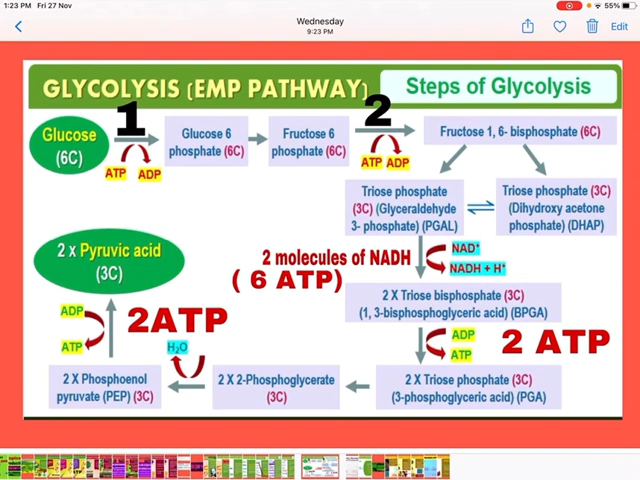 1:23 PM Fri 27 Nov
55%
Wednesday
9:23 PM
Edit
GLYCOLYSIS (EMP PATHWAY)
Steps of Glycolysis
1
2
Glucose
(6C)
ATP
ADP
Glucose 6
phosphate (6C)
Fructose 6
phosphate (6C)
ATP
ADP
Fructose 1, 6- bisphosphate (6C)
Triose phosphate
(3C) (Glyceraldehyde
3- phosphate) (PGAL)
Triose phosphate (3C)
(Dihydroxy acetone
phosphate) (DHAP)
2 x Pyruvic acid
(3C)
2 molecules of NADH
( 6 ATP)
NAD+
NADH + H+
2 X Triose bisphosphate (3C)
(1, 3-bisphosphoglyceric acid) (BPGA)
ADP
ATP
2ATP
H₂O
ADP
ATP
2 ATP
2 X Phosphoenol
pyruvate (PEP) (3C)
2 X 2-Phosphoglycerate
(3C)
2 X Triose phosphate (3C)
(3-phosphoglyceric acid) (PGA)